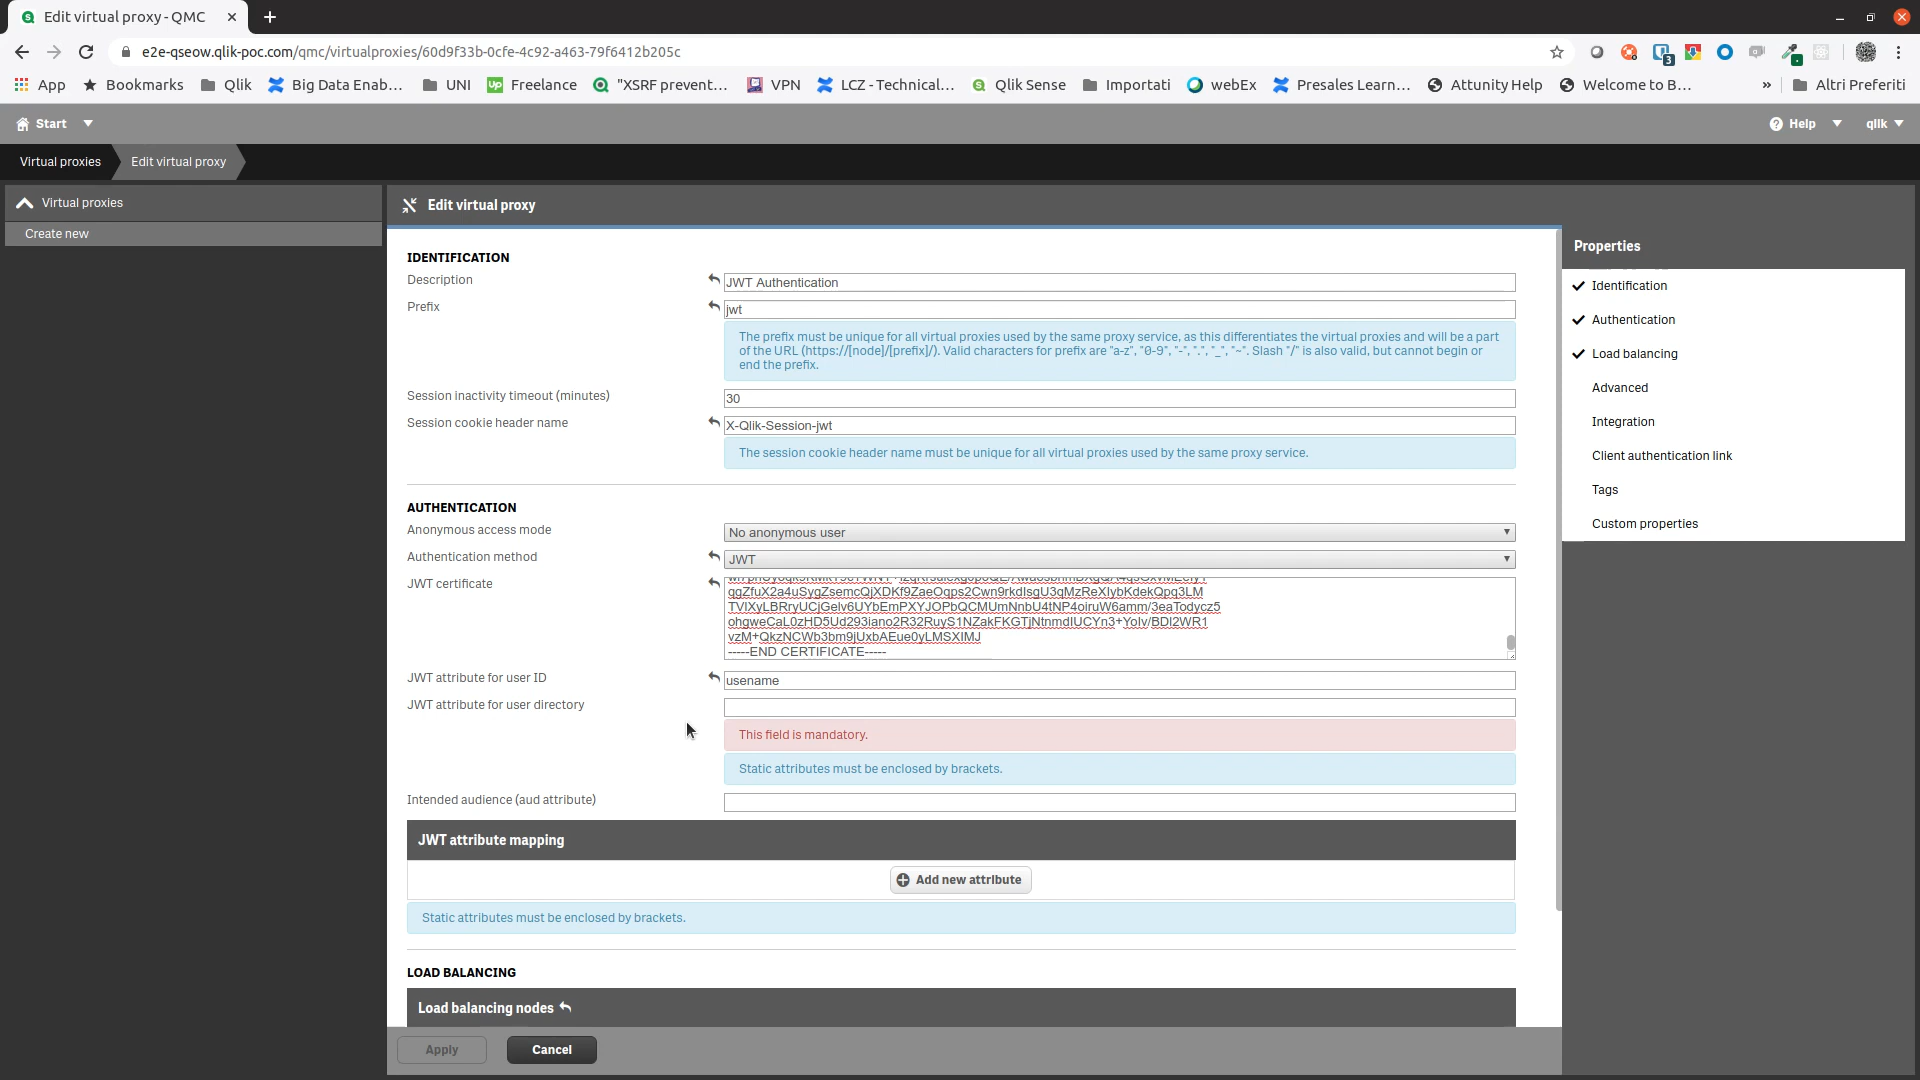 Edit virtual proxy - QMC
e2e-qseow.qlik-poc.com/qmc/virtualproxies/60d9f33b-0cfe-4c92-a463-79f6412b205c
3
App
Bookmarks
Qlik
Big Data Enab...
UNI
Up
Freelance
"XSRF prevent...
VPN
LCZ - Technical...
Qlik Sense
Importati
webEx
Presales Learn...
Attunity Help
Welcome to B...
»
Altri Preferiti
Start
Help
qlik
Virtual proxies
Edit virtual proxy
Virtual proxies
Create new
Edit virtual proxy
IDENTIFICATION
Description
JWT Authentication
Prefix
jwt
The prefix must be unique for all virtual proxies used by the same proxy service, as this differentiates the virtual proxies and will be a part
of the URL (https://[node]/[prefix]/). Valid characters for prefix are "a-z", "0-9", "-", ".", "_", "~". Slash "/" is also valid, but cannot begin or
end the prefix.
Session inactivity timeout (minutes)
30
Session cookie header name
X-Qlik-Session-jwt
The session cookie header name must be unique for all virtual proxies used by the same proxy service.
AUTHENTICATION
Anonymous access mode
No anonymous user
Authentication method
JWT
JWT certificate
-----END CERTIFICATE-----
JWT attribute for user ID
usename
JWT attribute for user directory
This field is mandatory.
Static attributes must be enclosed by brackets.
Intended audience (aud attribute)
JWT attribute mapping
Add new attribute
Static attributes must be enclosed by brackets.
LOAD BALANCING
Load balancing nodes
Apply
Cancel
Properties
Identification
Authentication
Load balancing
Advanced
Integration
Client authentication link
Tags
Custom properties